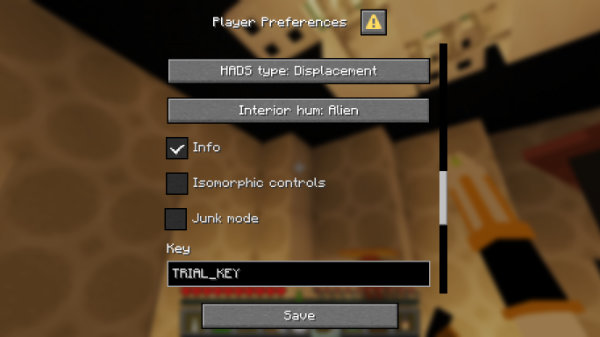 Player Preferences
HADS type: Displacement
Interior hum: Alien
Info
Isomorphic controls
Junk mode
Key
TRIAL_KEY
Save